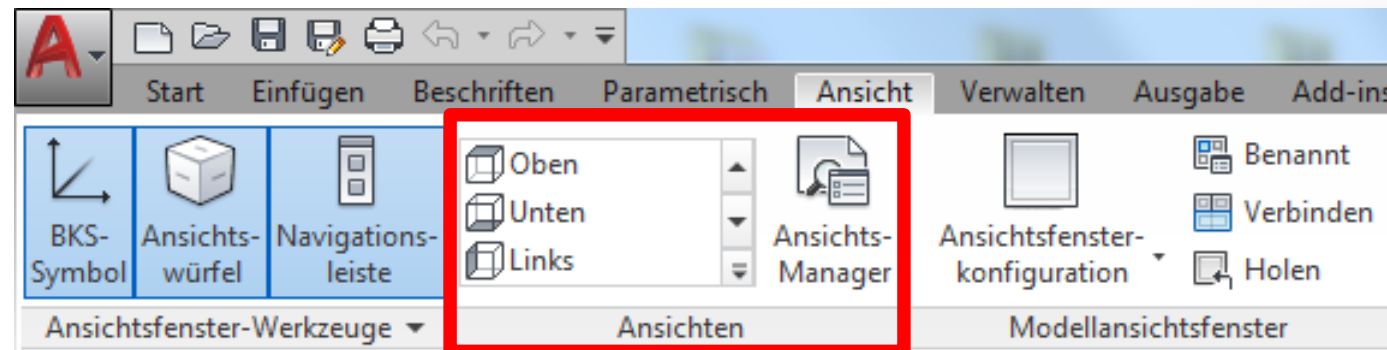 Start Einfügen Beschriften Parametrisch Ansicht Verwalten Ausgabe Add-ins
BKS-
Symbol
Ansichts-
würfel
Navigations-
leiste
Oben
Unten
Links
Ansichts-
Manager
Ansichtsfenster-
konfiguration
Benannt
Verbinden
Holen
Ansichtsfenster-Werkzeuge
Ansichten
Modellansichtsfenster